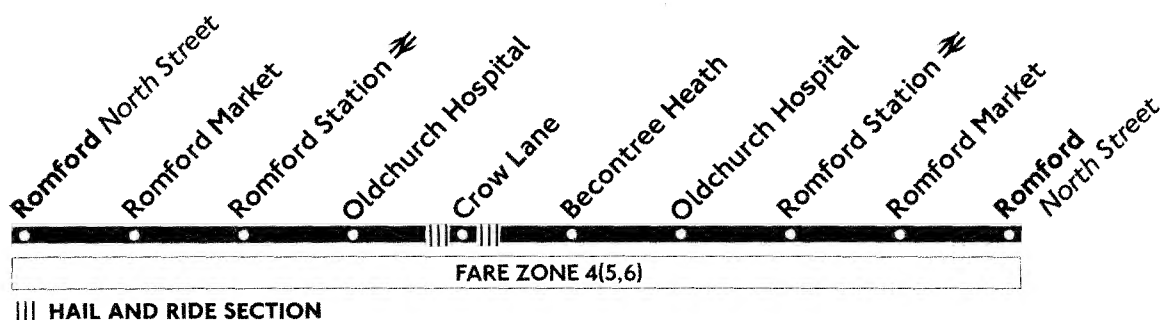 Romford North Street
Romford Market
Romford Station
Oldchurch Hospital
Crow Lane
Becontree Heath
Oldchurch Hospital
Romford Station
Romford Market
Romford
North Street
FARE ZONE 4(5,6)
HAIL AND RIDE SECTION